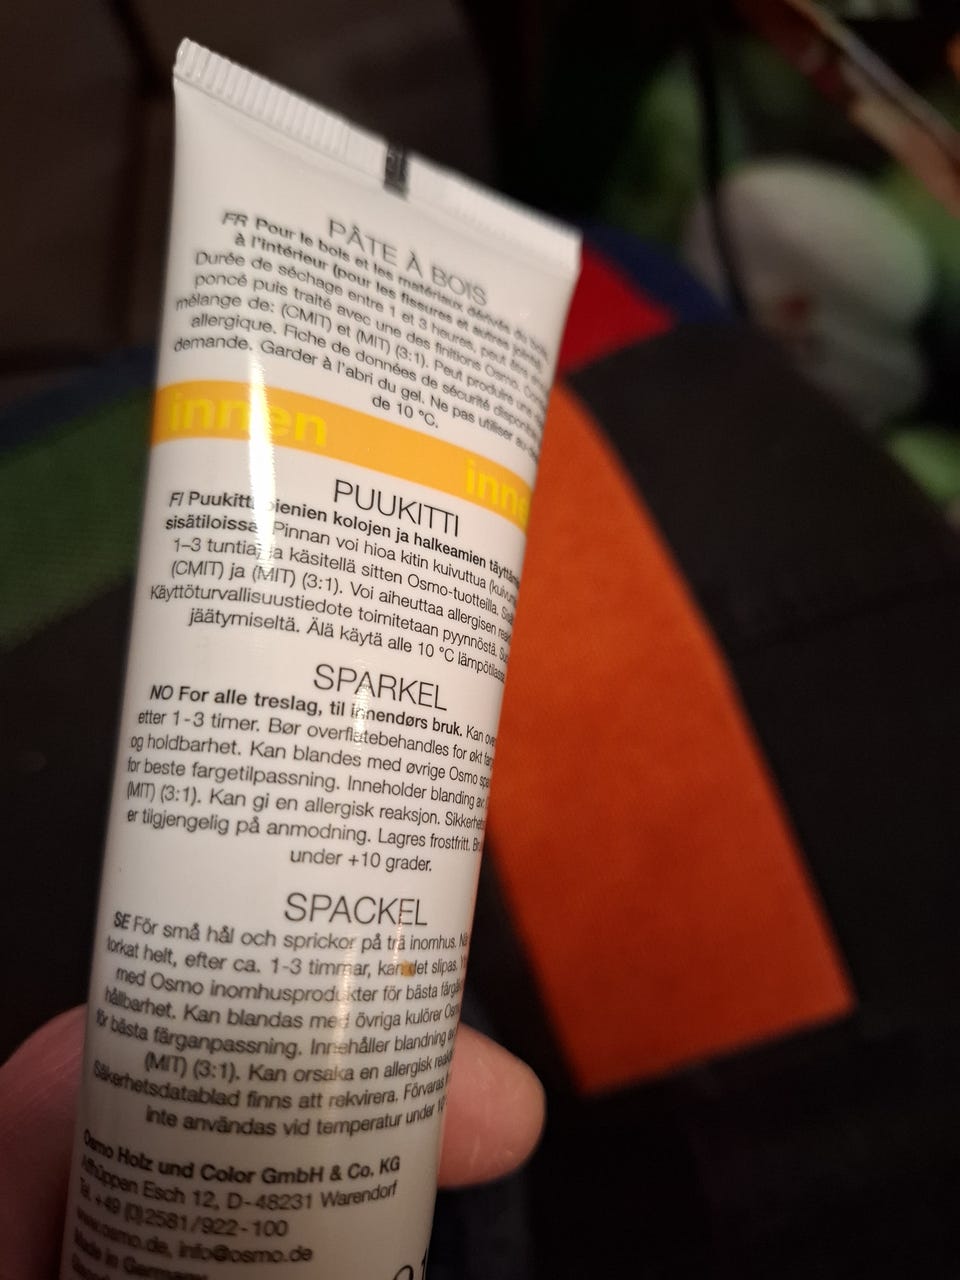 PÂTE À BOIS
FR Pour le bois et les matériaux dérivés du
à l'intérieur (pour les fissures et autres
Durée de séchage entre 1 et 3 heures, peut être
poncé puis traité avec une des finitions Osmo.
mélange de: (CMIT) et (MIT) (3:1). Peut produire une
allergique. Fiche de données de sécurité
demande. Garder à l'abri du gel. Ne pas utiliser
de 10 °C.
innen
PUUKITTI
FI Puukitti pienien kolojen ja halkeamien
sisätiloissa. Pinnan voi hioa kitin kuivuttua
1–3 tuntia) ja käsitellä sitten Osmo-tuotteilla.
(CMIT) ja (MIT) (3:1). Voi aiheuttaa allergisen
Käyttöturvallisuustiedote toimitetaan pyynnöstä.
jäätymiseltä. Älä käytä alle 10 °C
SPARKEL
NO For alle treslag, til innendørs bruk. Kan
etter 1-3 timer. Bør overflatebehandles for økt
og holdbarhet. Kan blandes med øvrige Osmo
for beste fargetilpassning. Inneholder blanding av:
(MIT) (3:1). Kan gi en allergisk reaksjon.
er tilgjengelig på anmodning. Lagres frostfritt.
under +10 grader.
SPACKEL
SE För små hål och sprickor på trä inomhus.
torkat helt, efter ca. 1-3 timmar, kan det slipas.
med Osmo inomhusprodukter för bästa
hållbarhet. Kan blandas med övriga kulörer
för bästa färganpassning. Innehåller blandning
(MIT) (3:1). Kan orsaka en allergisk
Säkerhetsdatablad finns att rekvirera. Förvaras
inte användas vid temperatur under
Osmo Holz und Color GmbH & Co. KG
Affhüppen Esch 12, D-48231 Warendorf
Tel. +49 (0)2581/922-100
www.osmo.de, info@osmo.de
Made in Germany